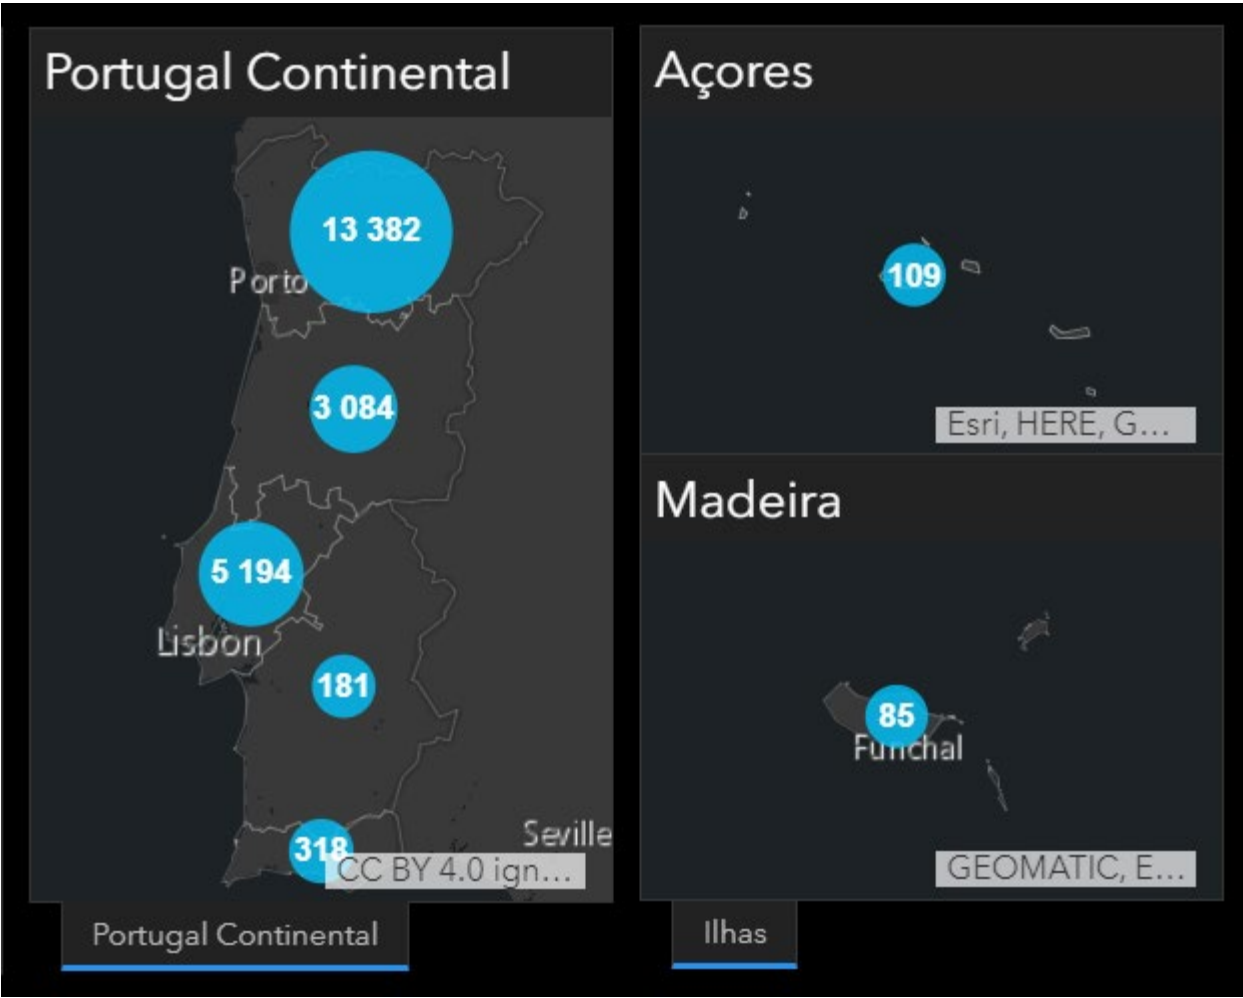 Portugal Continental
13 382
Porto
3 084
5 194
Lisbon
181
Seville
318
CC BY 4.0 ign...
Portugal Continental
Açores
109
Esri, HERE, G...
Madeira
85
Funchal
GEOMATIC, E...
Ilhas